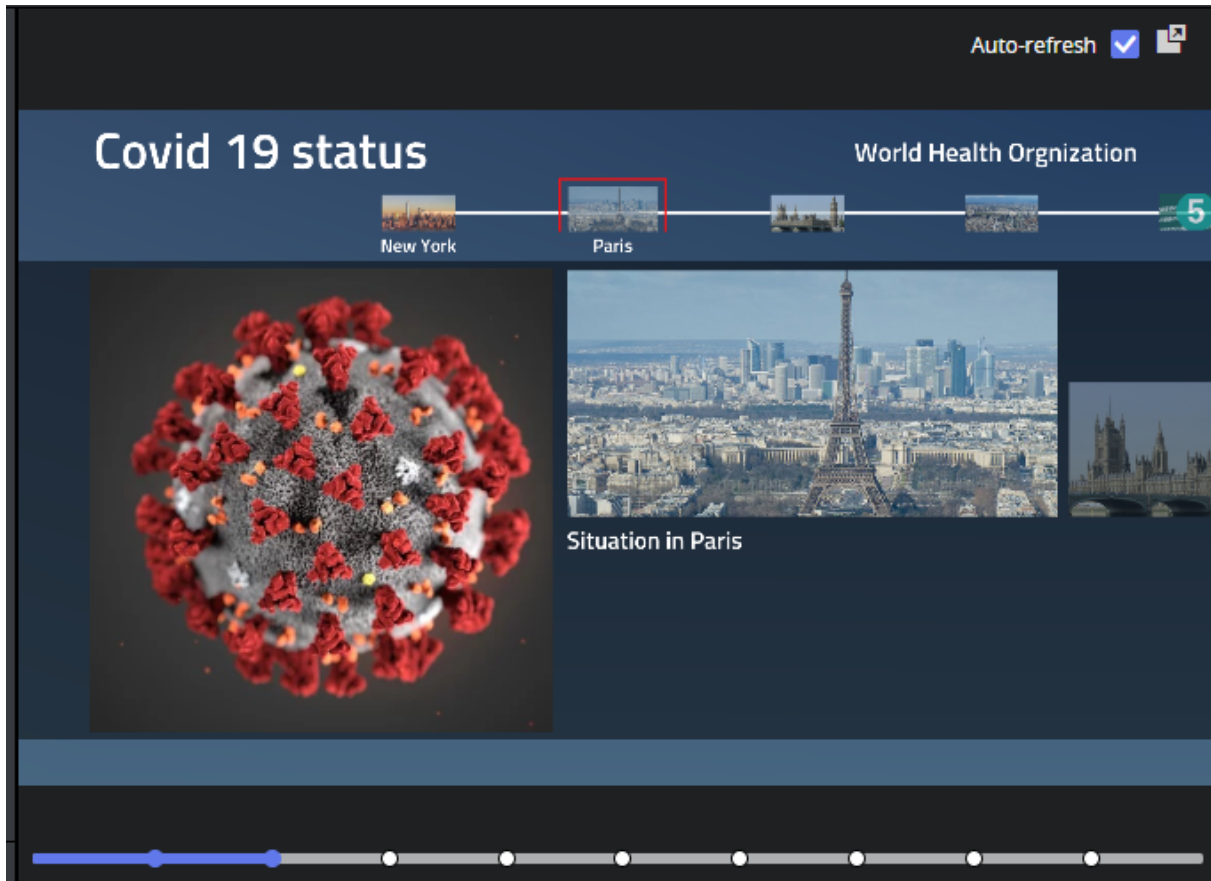 Auto-refresh
Covid 19 status
World Health Orgnization
5
New York
Paris
Situation in Paris